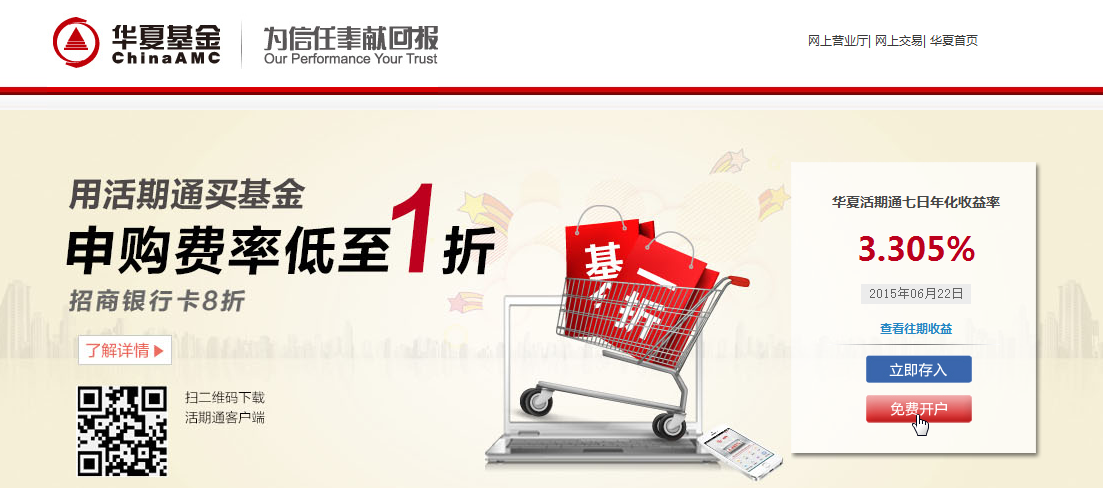 华夏基金
ChinaAMC
为信任奉献回报
Our Performance Your Trust
网上营业厅| 网上交易| 华夏首页
用活期通买基金
申购费率低至1折
招商银行卡8折
了解详情
扫二维码下载
活期通客户端
基
一
折
华夏活期通七日年化收益率
3.305%
2015年06月22日
查看往期收益
立即存入
免费开户